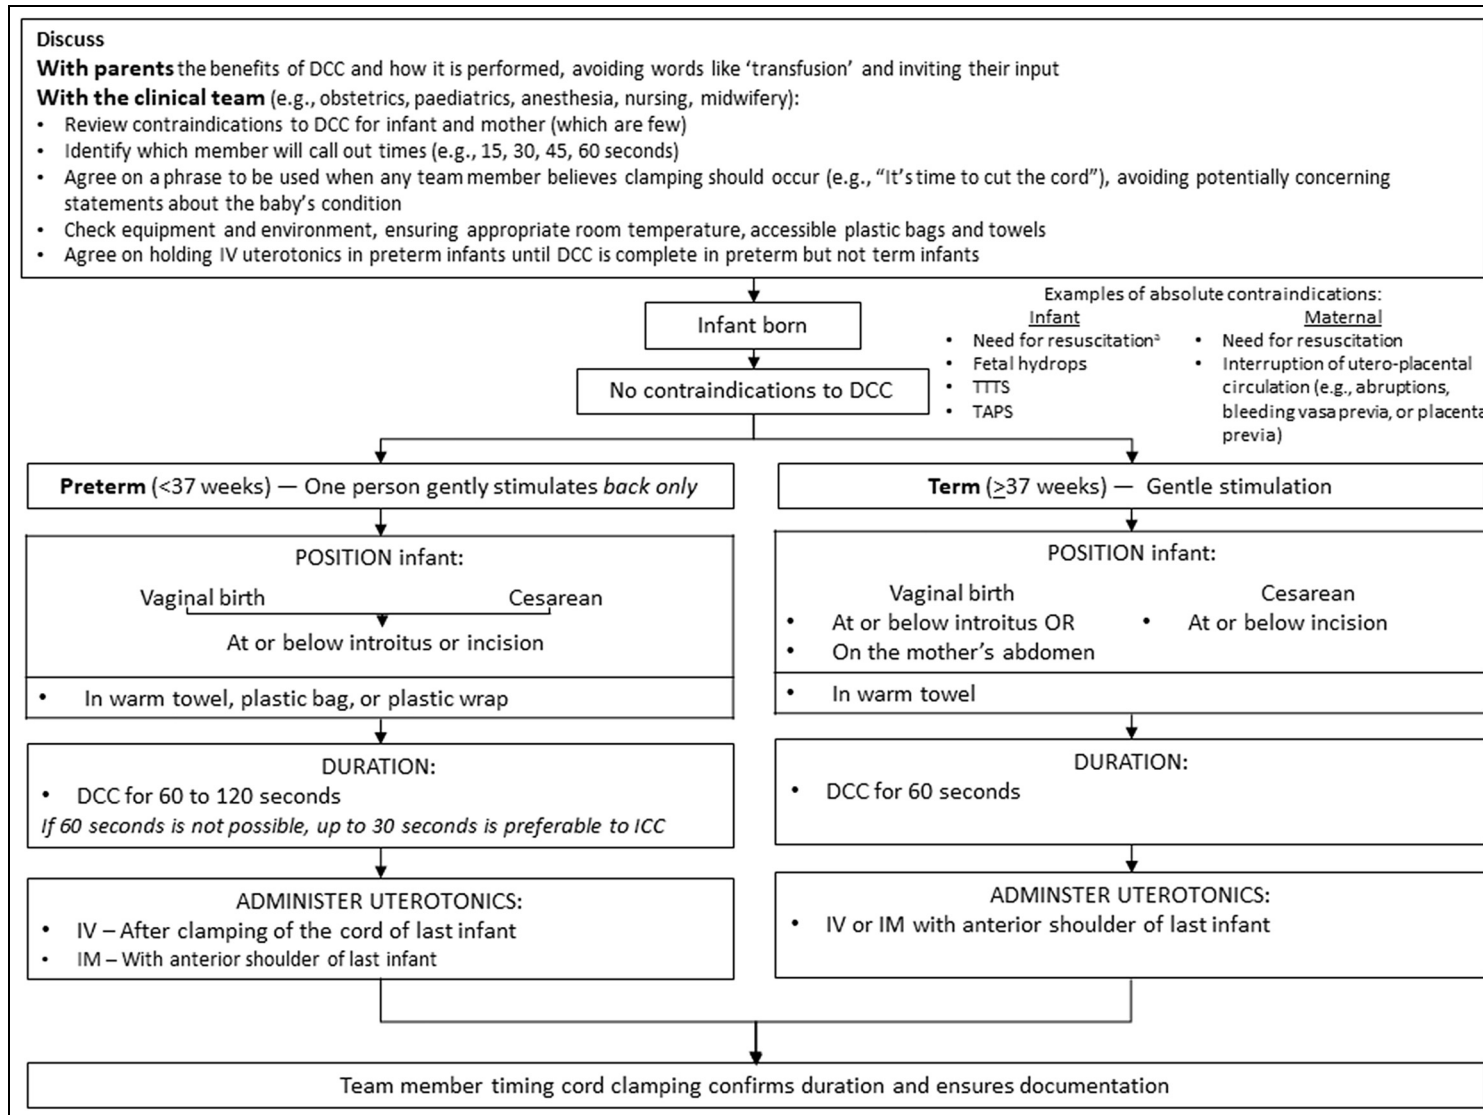 Discuss
With parents the benefits of DCC and how it is performed, avoiding words like ‘transfusion’ and inviting their input
With the clinical team (e.g., obstetrics, paediatrics, anesthesia, nursing, midwifery):
• Review contraindications to DCC for infant and mother (which are few)
• Identify which member will call out times (e.g., 15, 30, 45, 60 seconds)
• Agree on a phrase to be used when any team member believes clamping should occur (e.g., “It’s time to cut the cord”), avoiding potentially concerning
statements about the baby’s condition
• Check equipment and environment, ensuring appropriate room temperature, accessible plastic bags and towels
• Agree on holding IV uterotonics in preterm infants until DCC is complete in preterm but not term infants
Infant born
No contraindications to DCC
Examples of absolute contraindications:
Infant
• Need for resuscitationª
• Fetal hydrops
• TTTS
• TAPS
Maternal
• Need for resuscitation
• Interruption of utero-placental
circulation (e.g., abruptions,
bleeding vasa previa, or placenta
previa)
Preterm (<37 weeks) — One person gently stimulates back only
POSITION infant:
Vaginal birth Cesarean
At or below introitus or incision
• In warm towel, plastic bag, or plastic wrap
DURATION:
• DCC for 60 to 120 seconds
If 60 seconds is not possible, up to 30 seconds is preferable to ICC
ADMINISTER UTEROTONICS:
• IV – After clamping of the cord of last infant
• IM – With anterior shoulder of last infant
Term (≥37 weeks) — Gentle stimulation
POSITION infant:
Vaginal birth
• At or below introitus OR
• On the mother’s abdomen
Cesarean
• At or below incision
• In warm towel
DURATION:
• DCC for 60 seconds
ADMINSTER UTEROTONICS:
• IV or IM with anterior shoulder of last infant
Team member timing cord clamping confirms duration and ensures documentation